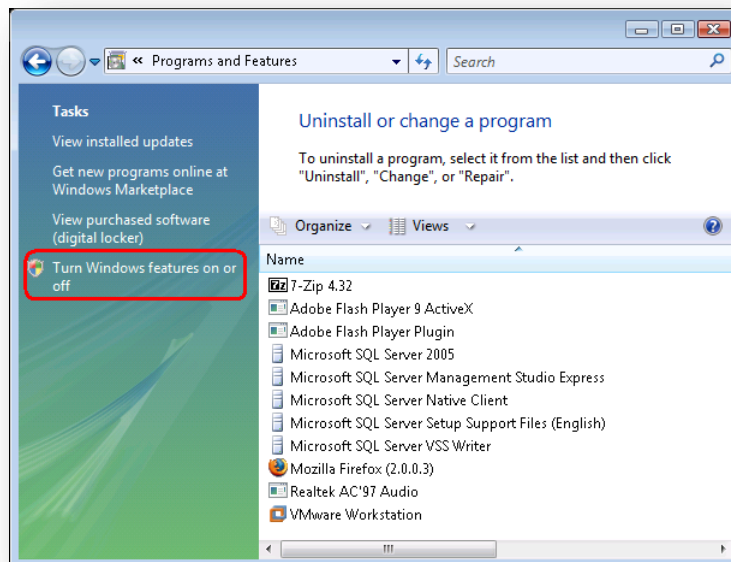 « Programs and Features
Search
Tasks
View installed updates
Get new programs online at
Windows Marketplace
View purchased software
(digital locker)
Turn Windows features on or
off
Uninstall or change a program
To uninstall a program, select it from the list and then click
"Uninstall", "Change", or "Repair".
Organize
Views
Name
7-Zip 4.32
Adobe Flash Player 9 ActiveX
Adobe Flash Player Plugin
Microsoft SQL Server 2005
Microsoft SQL Server Management Studio Express
Microsoft SQL Server Native Client
Microsoft SQL Server Setup Support Files (English)
Microsoft SQL Server VSS Writer
Mozilla Firefox (2.0.0.3)
Realtek AC'97 Audio
VMware Workstation